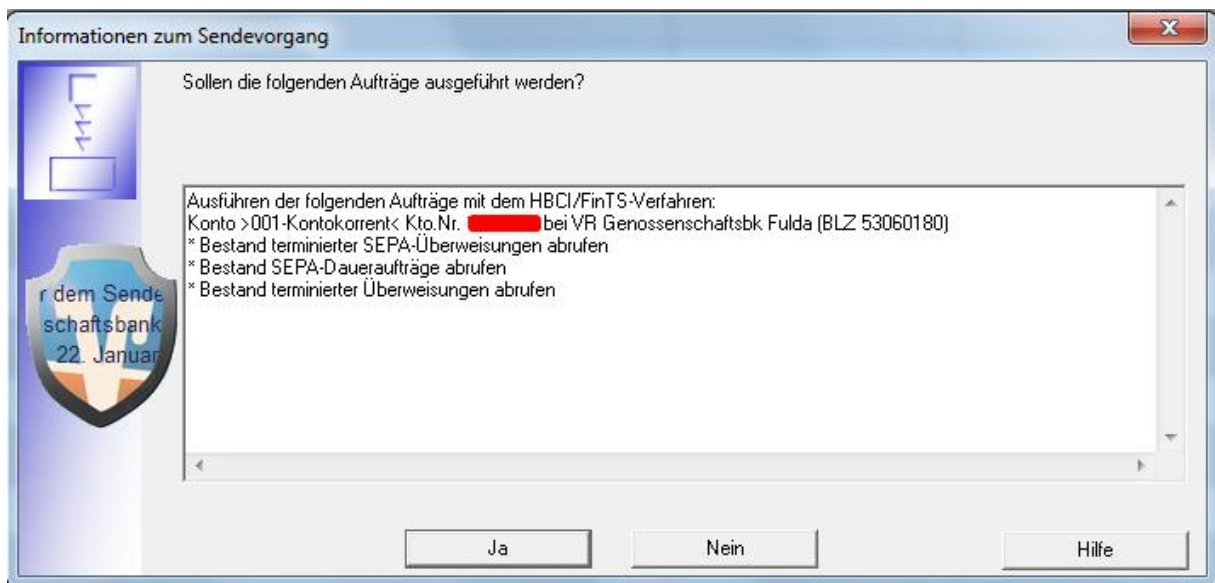 Informationen zum Sendevorgang
Sollen die folgenden Aufträge ausgeführt werden?
Ausführen der folgenden Aufträge mit dem HBCI/FinTS-Verfahren:
Konto >001-Kontokorrent< Kto.Nr. bei VR Genossenschaftsbk Fulda (BLZ 53060180)
* Bestand terminierter SEPA-Überweisungen abrufen
* Bestand SEPA-Daueraufträge abrufen
* Bestand terminierter Überweisungen abrufen
r dem Sende
schaftsbank
22. Januar
Ja
Nein
Hilfe